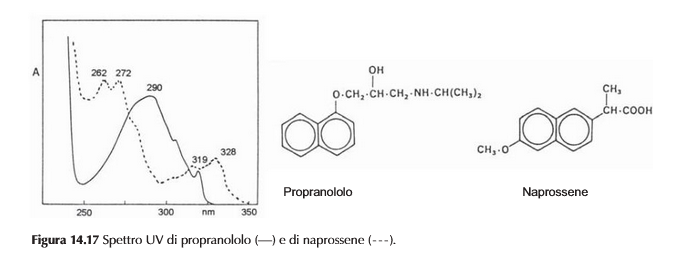 A
262 272
290
319 328
250 300 nm 350
OH
O-CH₂-CH-CH₂-NH-CH(CH₃)₂
Propranololo
CH₃
CH-COOH
CH₃-O
Naprossene
Figura 14.17 Spettro UV di propranololo (—) e di naprossene (---).